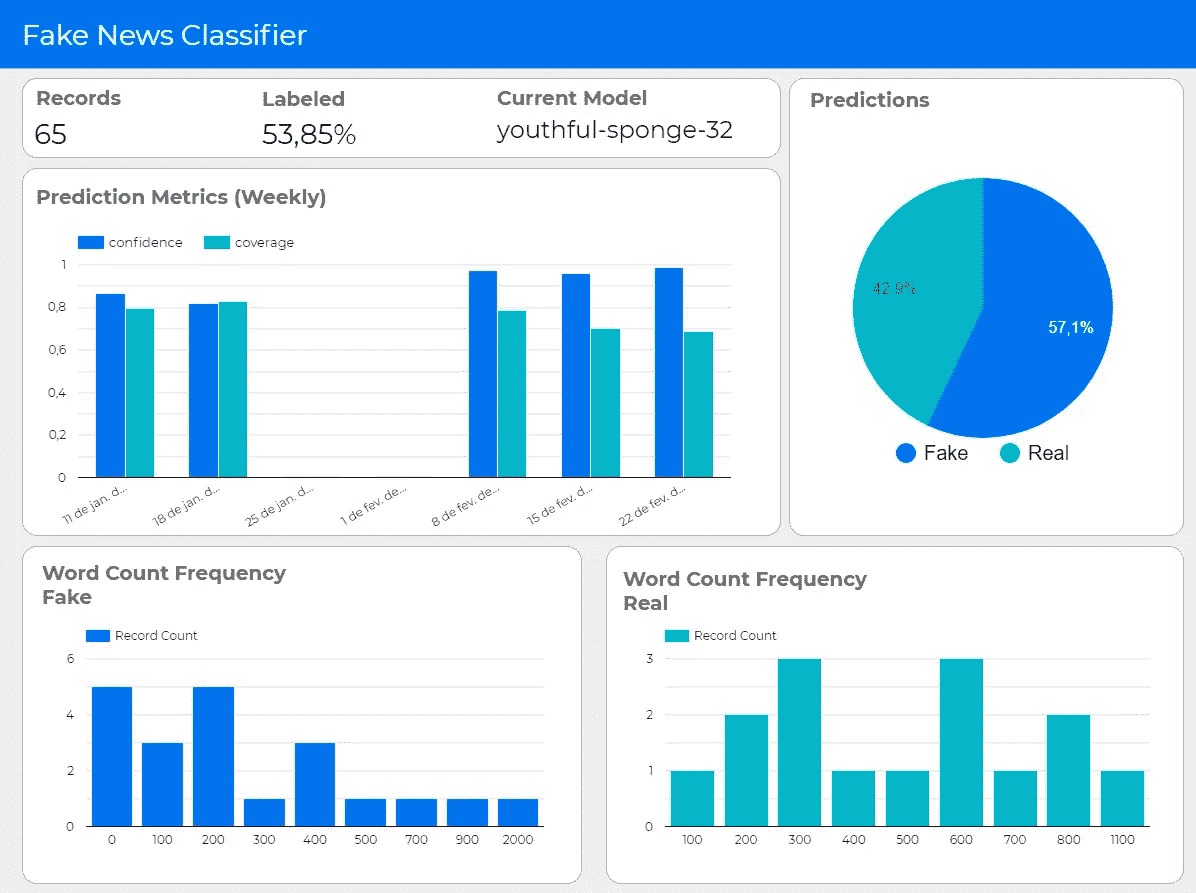 Fake News Classifier
Records
65
Labeled
53,85%
Current Model
youthful-sponge-32
Predictions
42,9%
57,1%
Fake
Real
Prediction Metrics (Weekly)
confidence
coverage
1
0,8
0,6
0,4
0,2
0
11 de jan. d...
18 de jan. d...
25 de jan. d...
1 de fev. de...
8 de fev. de...
15 de fev. d...
22 de fev. d...
Word Count Frequency
Fake
Record Count
6
4
2
0
0 100 200 300 400 500 700 900 2000
Word Count Frequency
Real
Record Count
3
2
1
0
100 200 300 400 500 600 700 800 1100